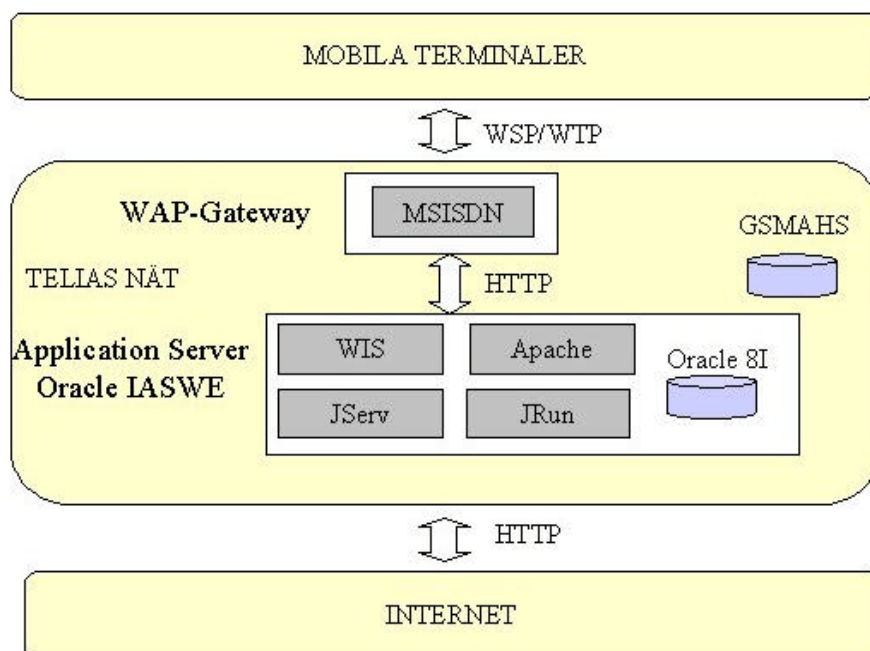 MOBILA TERMINALER
WSP/WTP
WAP-Gateway
MSISDN
GSMAHS
TELIAS NÄT
HTTP
Application Server
Oracle IASWE
WIS
Apache
Oracle 8I
JServ
JRun
HTTP
INTERNET